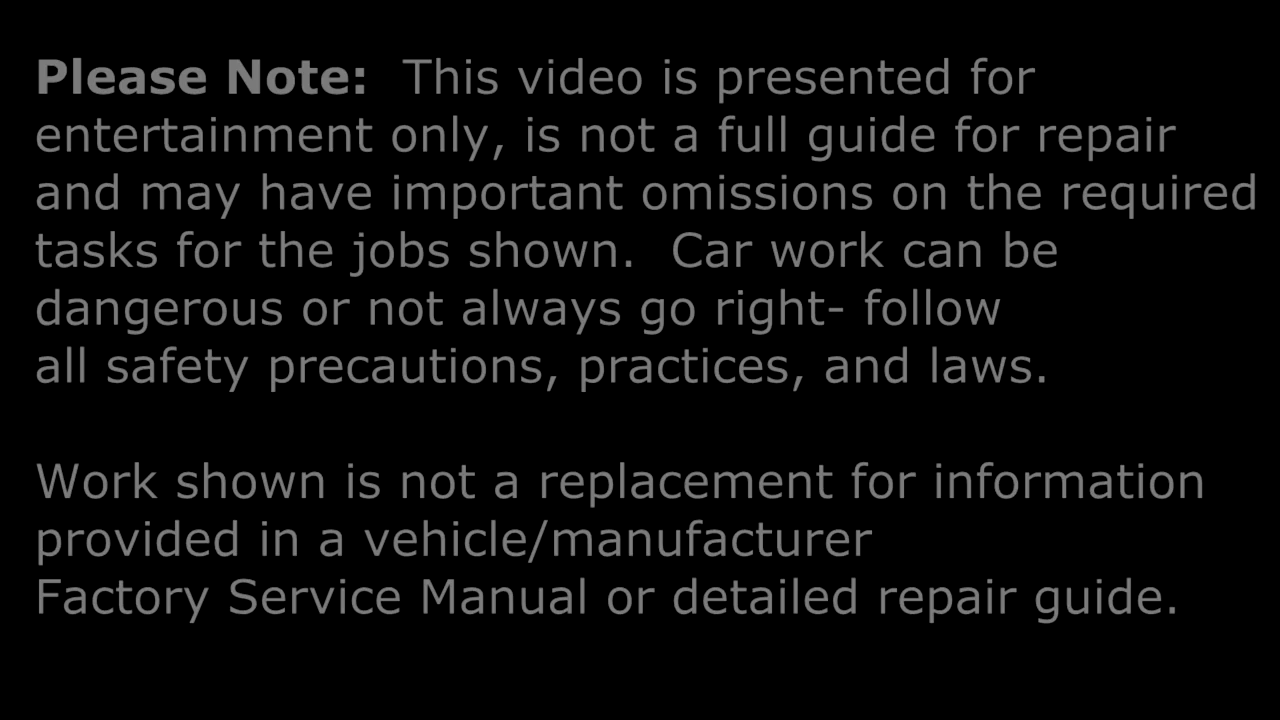 Please Note:  This video is presented for
entertainment only, is not a full guide for repair
and may have important omissions on the required
tasks for the jobs shown.  Car work can be
dangerous or not always go right- follow
all safety precautions, practices, and laws.
Work shown is not a replacement for information
provided in a vehicle/manufacturer
Factory Service Manual or detailed repair guide.